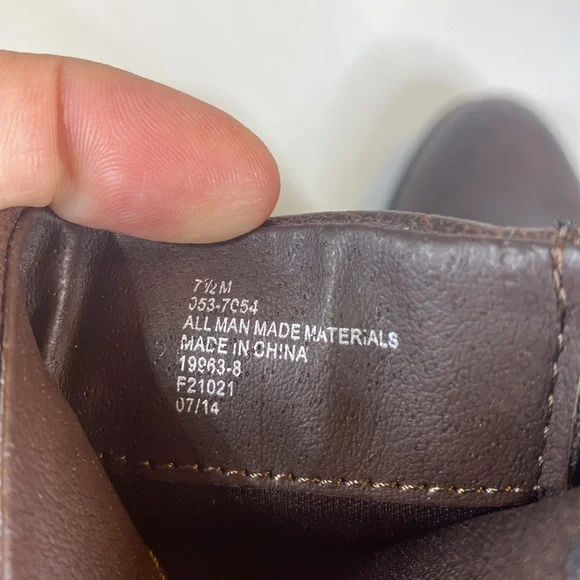 7½ M
053-7054
ALL MAN MADE MATERIALS
MADE IN CHINA
19963-8
F21021
07/14